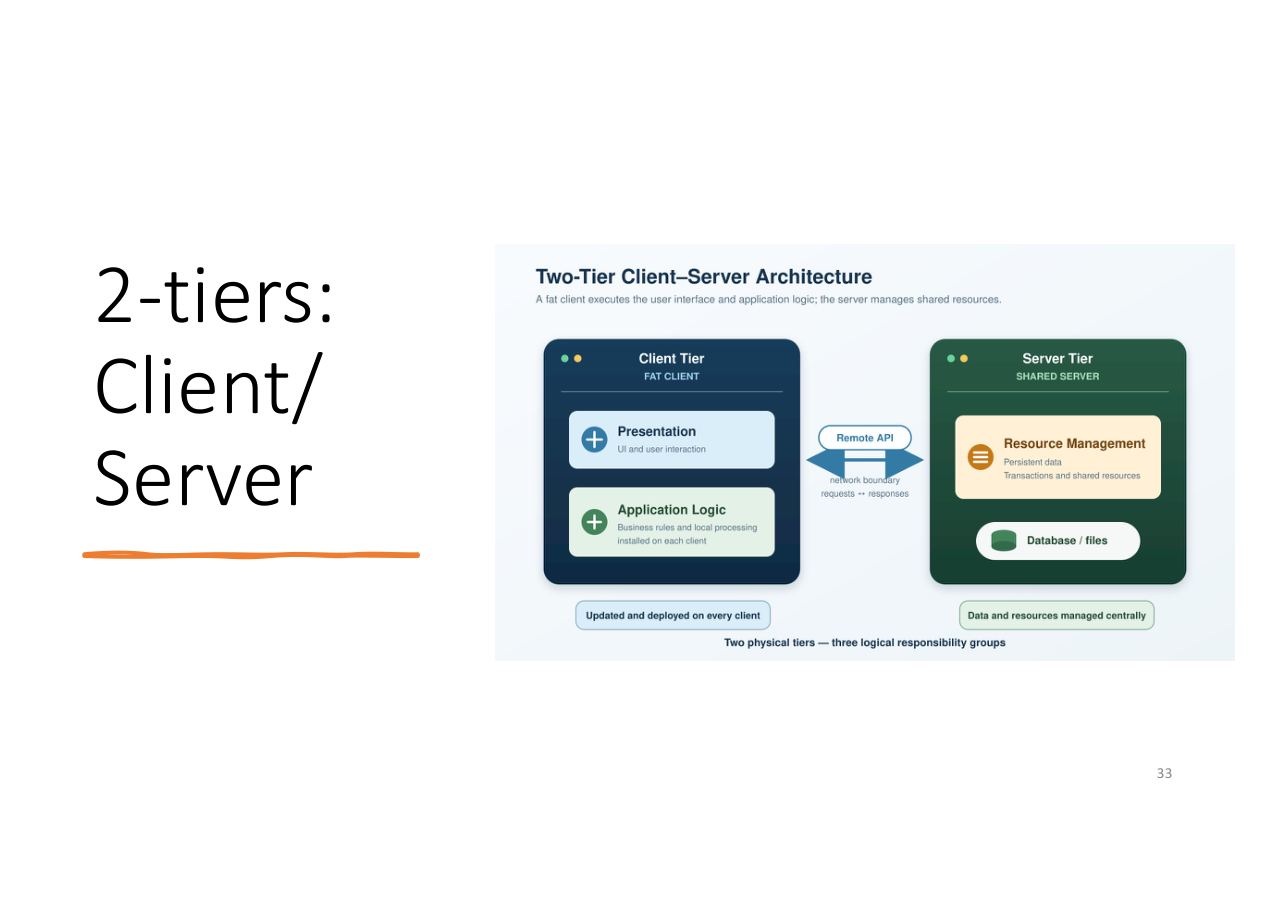 2-tiers:
Client/
Server
Two-Tier Client–Server Architecture
A fat client executes the user interface and application logic; the server manages shared resources.
Client Tier
FAT CLIENT
Presentation
UI and user interaction
Application Logic
Business rules and local processing
installed on each client
Updated and deployed on every client
Remote API
network boundary
requests ↔ responses
Server Tier
SHARED SERVER
Resource Management
Persistent data
Transactions and shared resources
Database / files
Data and resources managed centrally
Two physical tiers — three logical responsibility groups
33